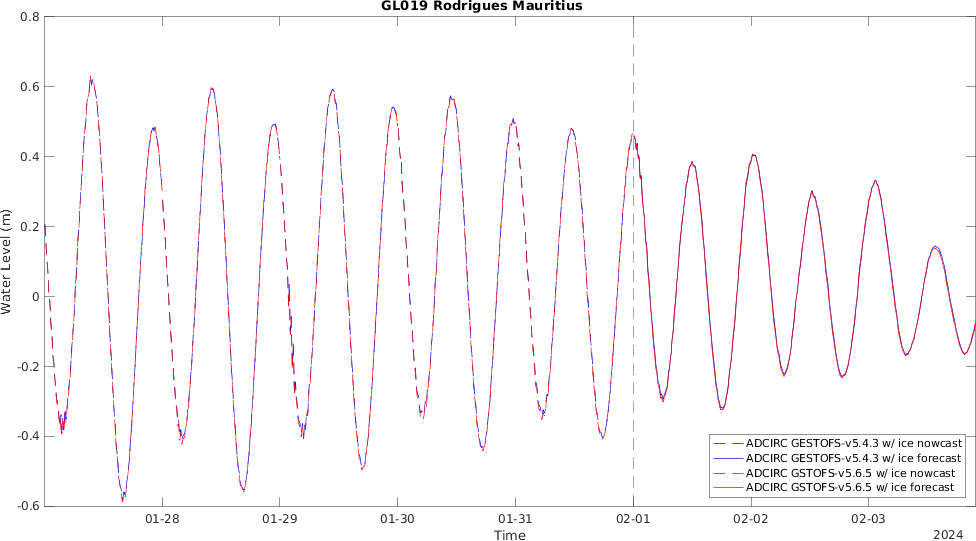 GL019 Rodrigues Mauritius
0.8
0.6
0.4
0.2
0
-0.2
-0.4
-0.6
Water Level (m)
ADCIRC GESTOFS-v5.4.3 w/ ice nowcast
ADCIRC GESTOFS-v5.4.3 w/ ice forecast
ADCIRC GSTOFS-v5.6.5 w/ ice nowcast
ADCIRC GSTOFS-v5.6.5 w/ ice forecast
01-28 01-29 01-30 01-31 02-01 02-02 02-03
Time
2024